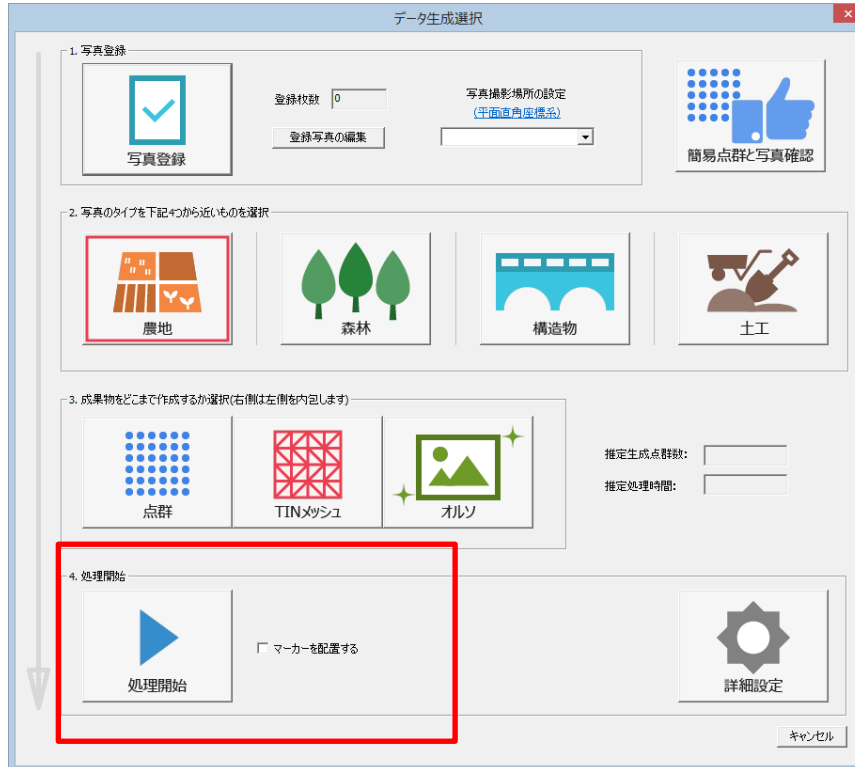 データ生成選択
1. 写真登録
写真登録
登録枚数 0
登録写真の編集
写真撮影場所の設定
(平面直角座標系)
簡易点群と写真確認
2. 写真のタイプを下記4つから近いものを選択
農地
森林
構造物
土工
3. 成果物をどこまで作成するか選択(右側は左側を内包します)
点群
TINメッシュ
オルソ
推定生成点群数:
推定処理時間:
4. 処理開始
処理開始
マーカーを配置する
詳細設定
キャンセル